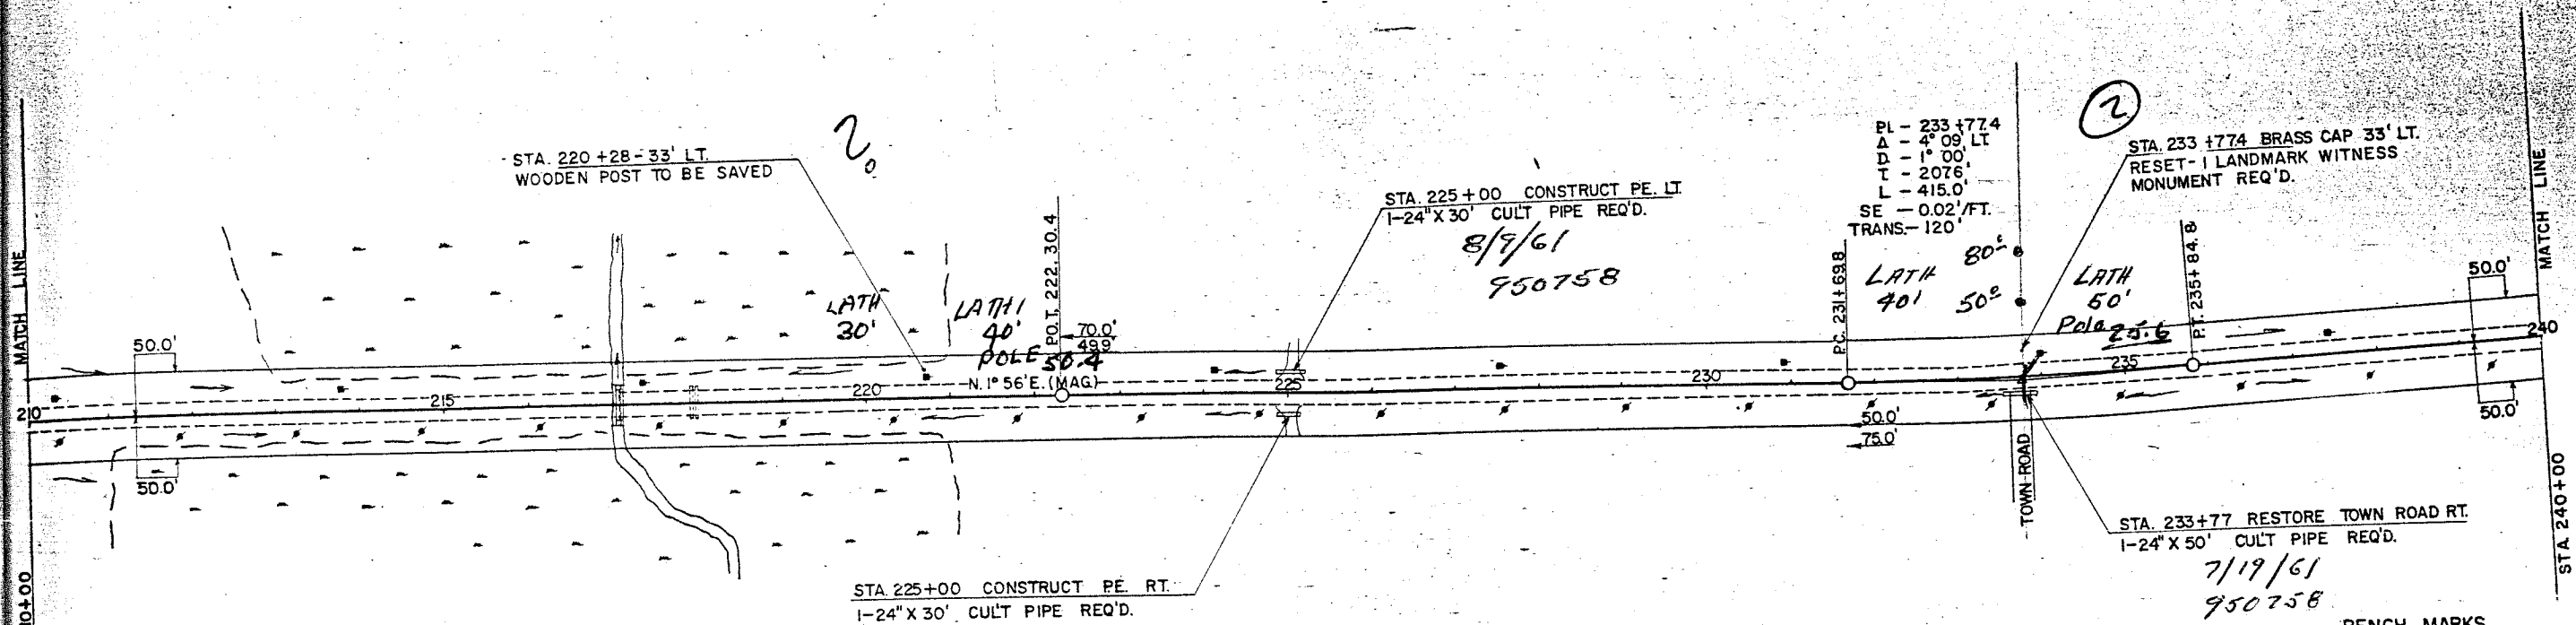 2
STA. 220 +28-33' LT.
WOODEN POST TO BE SAVED
P.O.T. 222, 30.4
STA. 225+00 CONSTRUCT PE. LT.
1-24"X 30' CULT PIPE REQ'D.
8/9/61
950758
PI. - 233 +77.4
Δ - 4° 09' LT
D - 1° 00'
T - 207.6'
L - 415.0'
SE - 0.02'/FT.
TRANS.- 120'
2
STA. 233 +77.4 BRASS CAP 33' LT.
RESET- 1 LANDMARK WITNESS
MONUMENT REQ'D.
MATCH LINE
MATCH LINE
LATH
30'
LATH
40'
POLE 50.4
70.0'
49.9'
P.C. 231+69.8
LATH
40'
80
50
LATH
50'
Pole 25.6
P.T. 235+84.8
50.0'
50.0'
210
215
220
N. 1° 56' E. (MAG.)
225
230
235
240
50.0'
50.0'
50.0'
75.0'
TOWN ROAD
STA. 225+00 CONSTRUCT PE. RT.
1-24"X 30' CULT PIPE REQ'D.
STA. 233+77 RESTORE TOWN ROAD RT.
1-24"X 50' CULT PIPE REQ'D.
7/19/61
950758
10+00
STA 240+00
BENCH MARKS